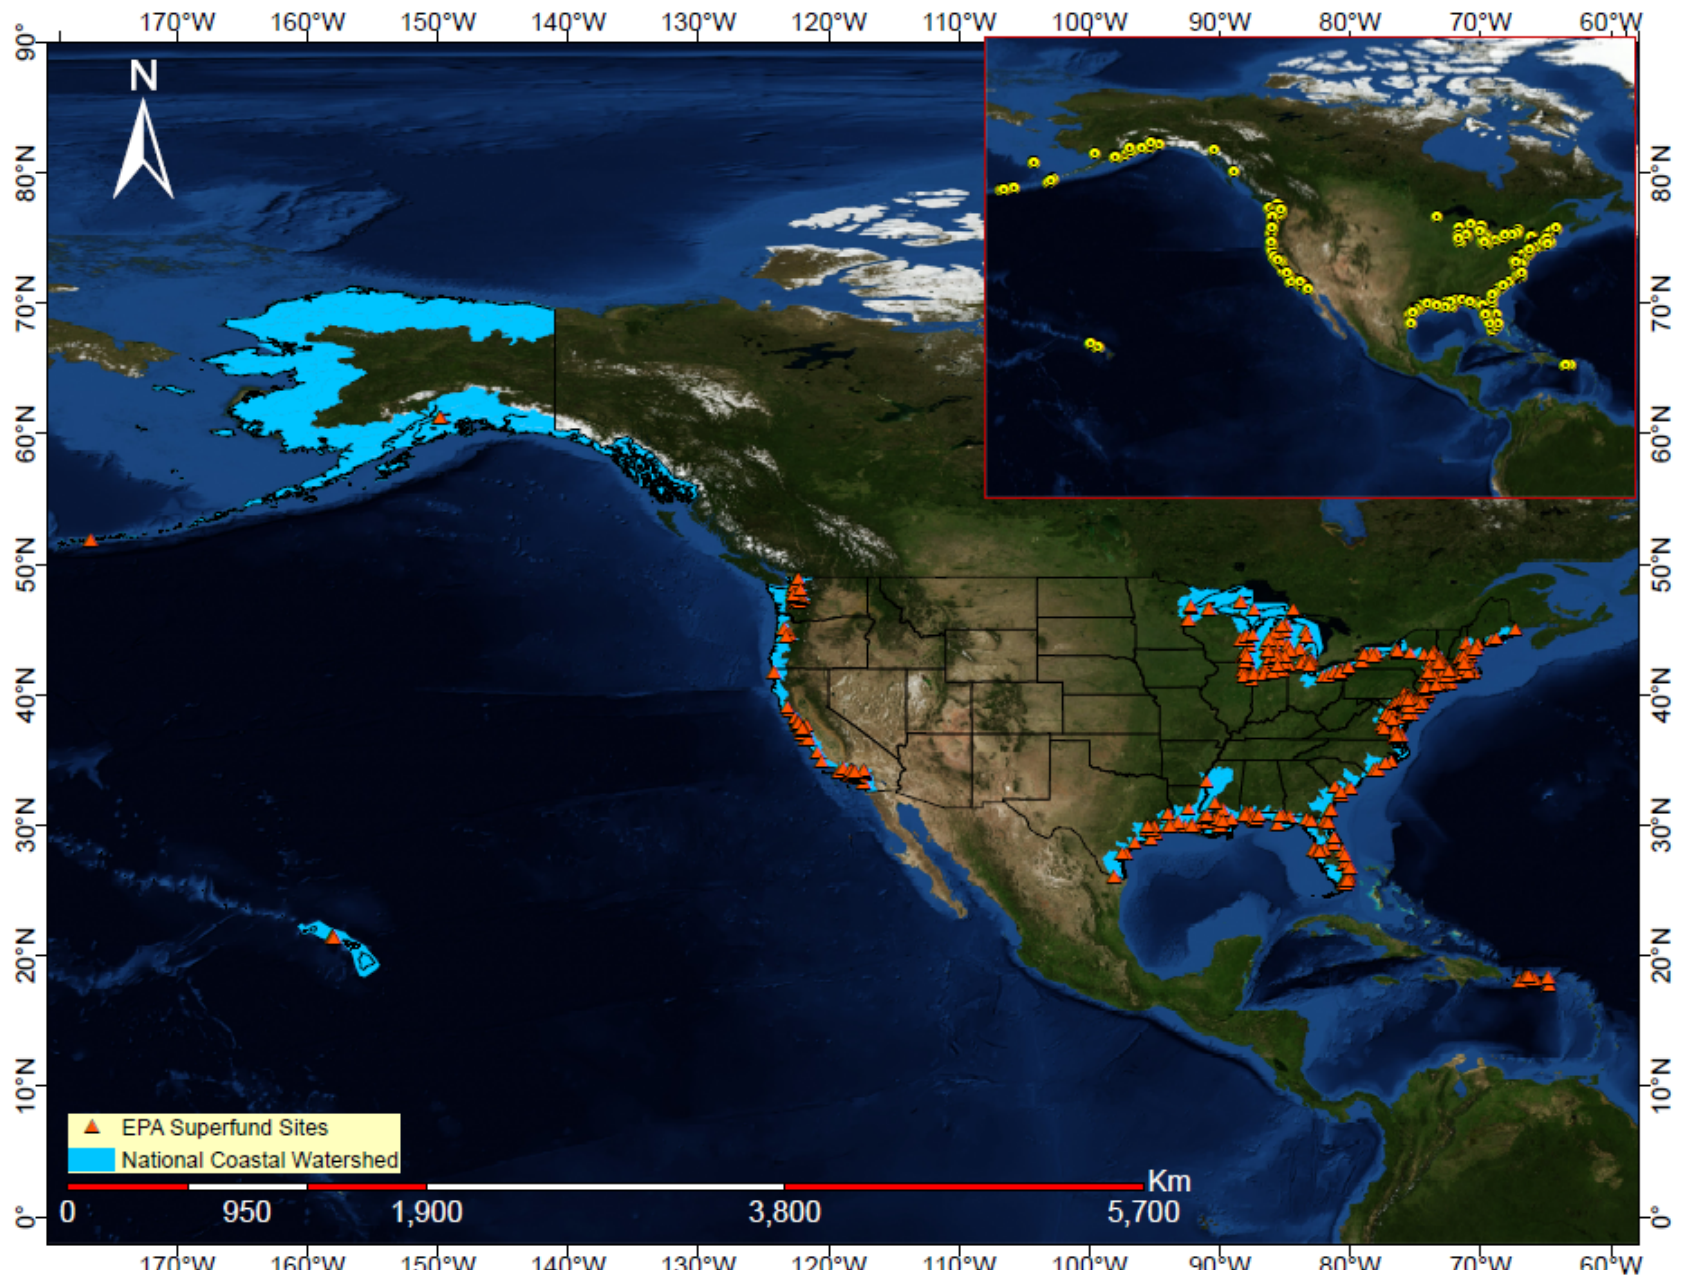 170°W 160°W 150°W 140°W 130°W 120°W 110°W 100°W 90°W 80°W 70°W 60°W
90°
N
80°N 80°N
70°N 70°N
60°N 60°N
50°N 50°N
40°N 40°N
30°N 30°N
20°N 20°N
10°N 10°N
EPA Superfund Sites
National Coastal Watershed
Km
0 950 1,900 3,800 5,700
0° 0°
170°W 160°W 150°W 140°W 130°W 120°W 110°W 100°W 90°W 80°W 70°W 60°W